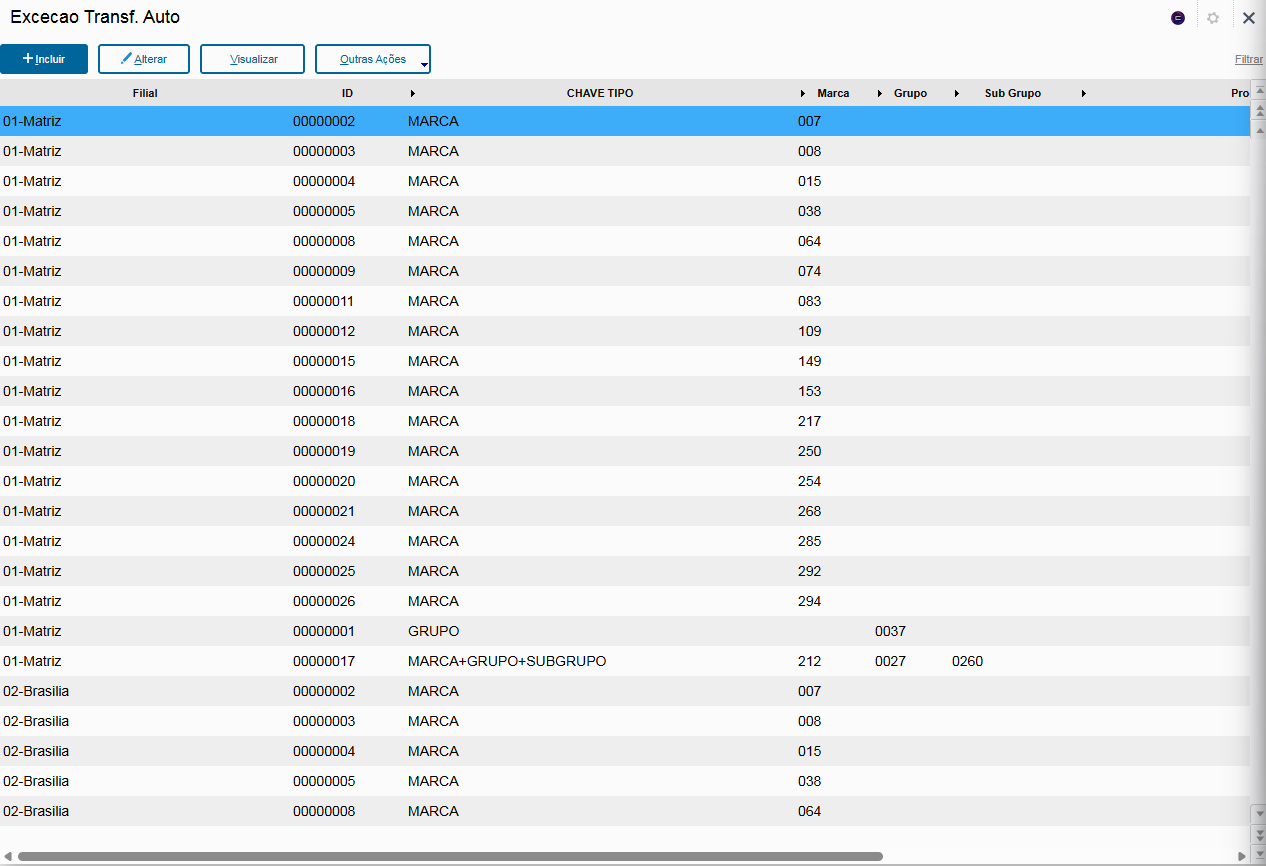 Excecao Transf. Auto
Incluir Alterar Visualizar Outras Ações Filtrar
Filial ID CHAVE TIPO Marca Grupo Sub Grupo Pro
01-Matriz 00000002 MARCA 007
01-Matriz 00000003 MARCA 008
01-Matriz 00000004 MARCA 015
01-Matriz 00000005 MARCA 038
01-Matriz 00000008 MARCA 064
01-Matriz 00000009 MARCA 074
01-Matriz 00000011 MARCA 083
01-Matriz 00000012 MARCA 109
01-Matriz 00000015 MARCA 149
01-Matriz 00000016 MARCA 153
01-Matriz 00000018 MARCA 217
01-Matriz 00000019 MARCA 250
01-Matriz 00000020 MARCA 254
01-Matriz 00000021 MARCA 268
01-Matriz 00000024 MARCA 285
01-Matriz 00000025 MARCA 292
01-Matriz 00000026 MARCA 294
01-Matriz 00000001 GRUPO 0037
01-Matriz 00000017 MARCA+GRUPO+SUBGRUPO 212 0027 0260
02-Brasilia 00000002 MARCA 007
02-Brasilia 00000003 MARCA 008
02-Brasilia 00000004 MARCA 015
02-Brasilia 00000005 MARCA 038
02-Brasilia 00000008 MARCA 064